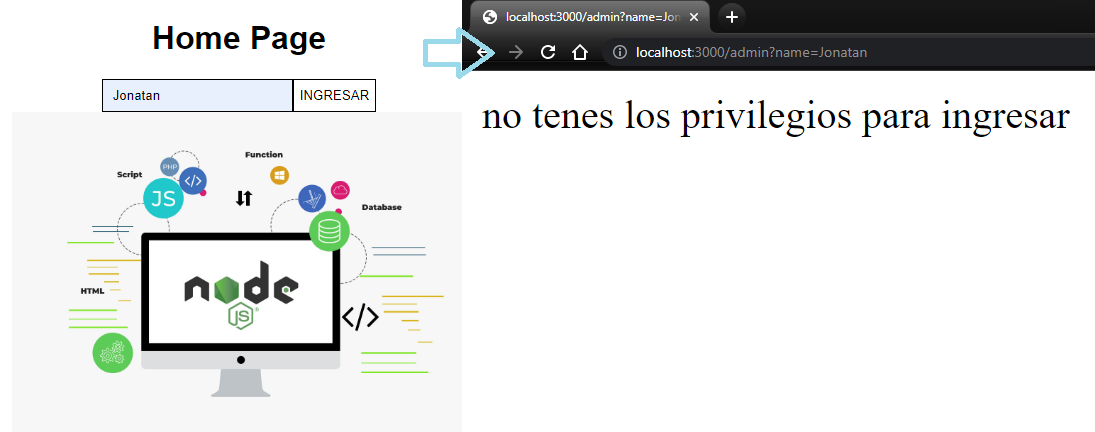 Home Page
Jonatan
INGRESAR
Function
Script
PHP
</>
JS
Database
HTML
node
JS
</>
localhost:3000/admin?name=Jon
localhost:3000/admin?name=Jonatan
no tenes los privilegios para ingresar